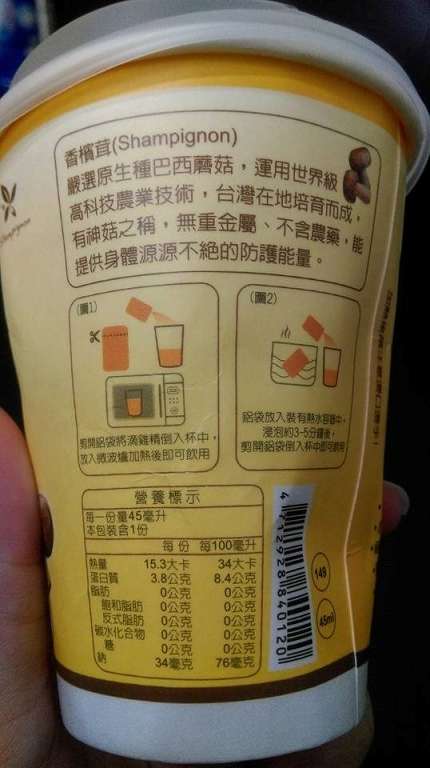 Shampignon
香檳茸(Shampignon)
嚴選原生種巴西蘑菇，運用世界級
高科技農業技術，台灣在地培育而成，
有神菇之稱，無重金屬、不含農藥，能
提供身體源源不絕的防護能量。
(圖1)
剪開鋁袋將滴雞精倒入杯中，
放入微波爐加熱後即可飲用
(圖2)
鋁袋放入裝有熱水容器中，
浸泡約3-5分鐘後，
剪開鋁袋倒入杯中即可飲用
營養標示
每一份量45毫升
本包裝含1份
每份 每100毫升
熱量 15.3大卡 34大卡
蛋白質 3.8公克 8.4公克
脂肪 0公克 0公克
飽和脂肪 0公克 0公克
反式脂肪 0公克 0公克
碳水化合物 0公克 0公克
糖 0公克 0公克
鈉 34毫克 76毫克
149
45ml